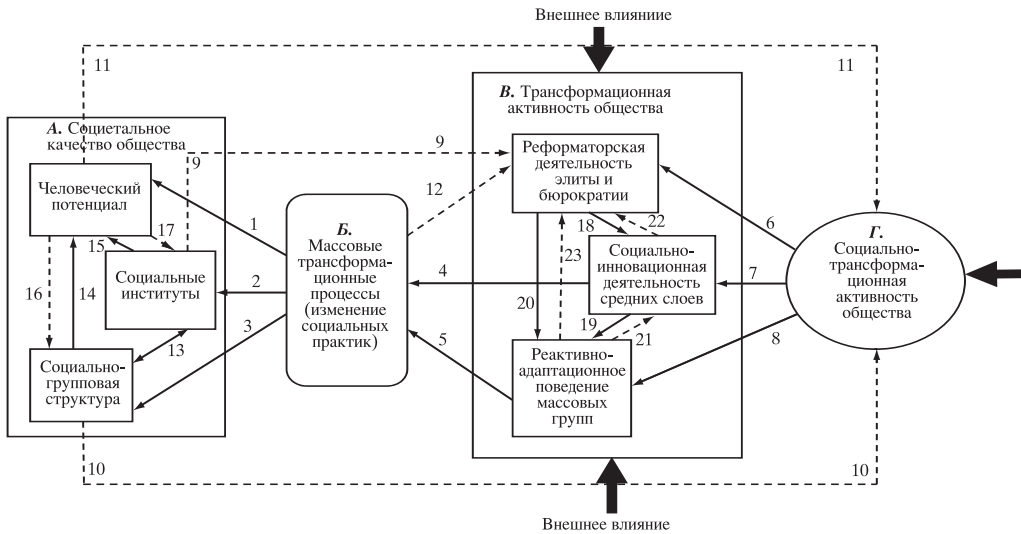 Внешнее влияниие
11
11
А. Социетальное
качество общества
9
Человеческий
потенциал
17
15
Социальные
институты
16
14
13
Социально-
групповая
структура
10
1
2
3
Б.
Массовые
трансформа-
ционные
процессы
(изменение
социальных
практик)
9
12
4
5
В. Трансформационная
активность общества
Реформаторская
деятельность
элиты и
бюрократии
18
22
23
Социально-
инновационная
деятельность
средних слоев
20
19
21
Реактивно-
адаптационное
поведение
массовых
групп
6
7
8
Г.
Социально-
трансформа-
ционная
активность
общества
10
Внешнее влияние